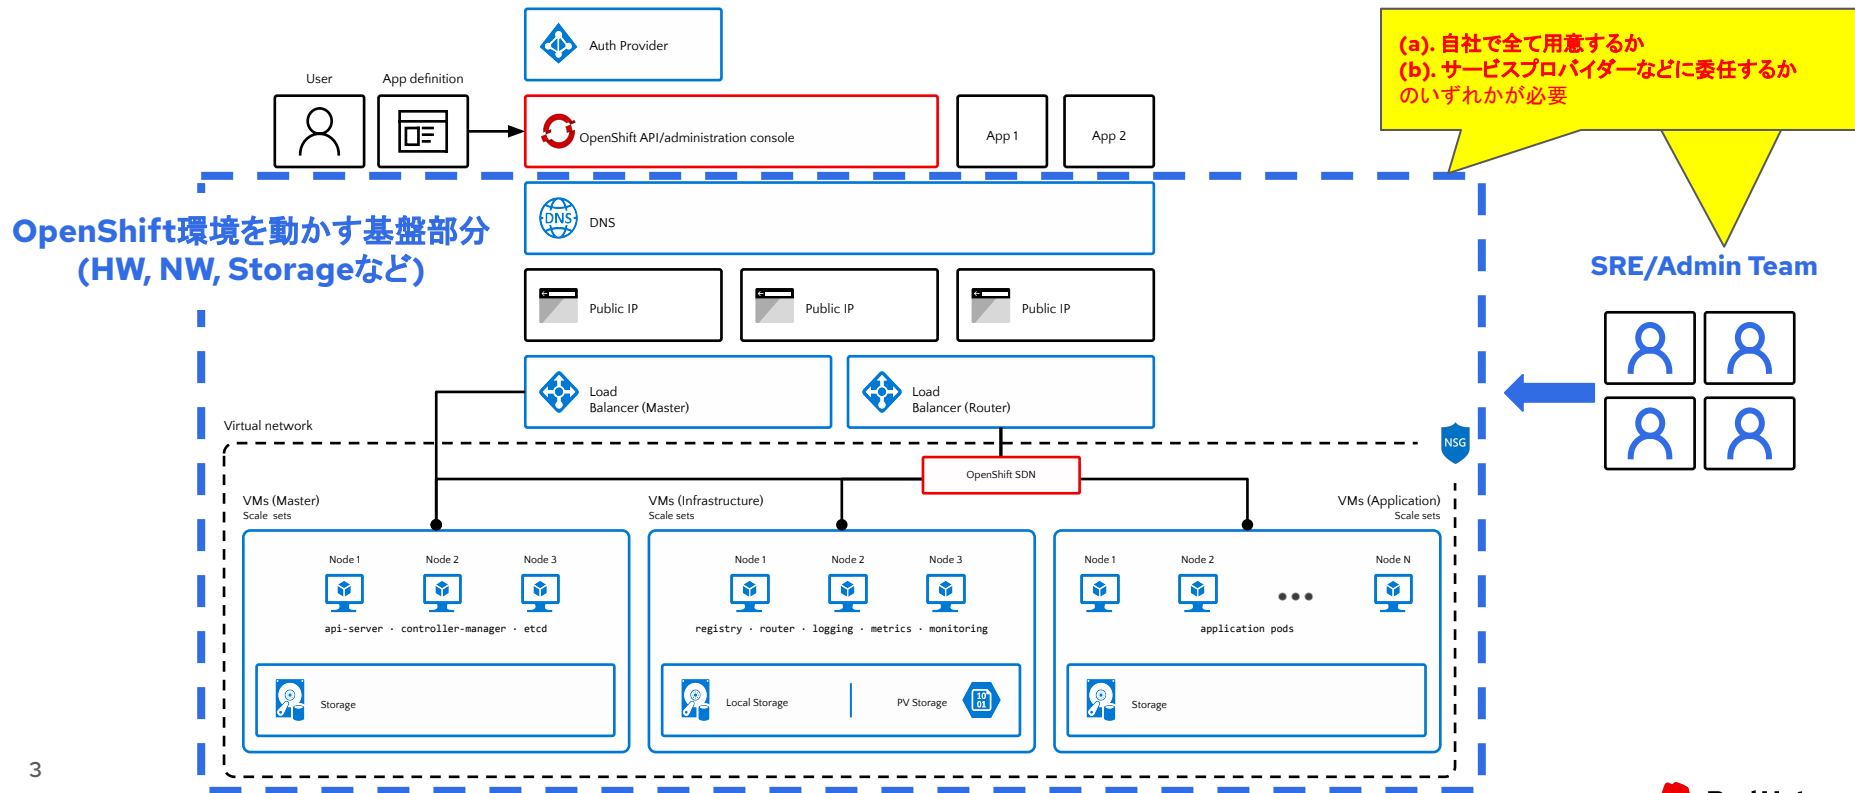 Auth Provider
(a). 自社で全て用意するか
(b). サービスプロバイダーなどに委任するか
のいずれかが必要
User
App definition
OpenShift API/administration console
App 1
App 2
OpenShift環境を動かす基盤部分
(HW, NW, Storageなど)
DNS
DNS
SRE/Admin Team
Public IP
Public IP
Public IP
Load
Balancer (Master)
Load
Balancer (Router)
Virtual network
NSG
OpenShift SDN
VMs (Master)
Scale sets
VMs (Infrastructure)
Scale sets
VMs (Application)
Scale sets
Node 1
Node 2
Node 3
Node 1
Node 2
Node 3
Node 1
Node 2
Node N
api-server · controller-manager · etcd
registry · router · logging · metrics · monitoring
application pods
Storage
Local Storage
PV Storage
10
01
Storage
3